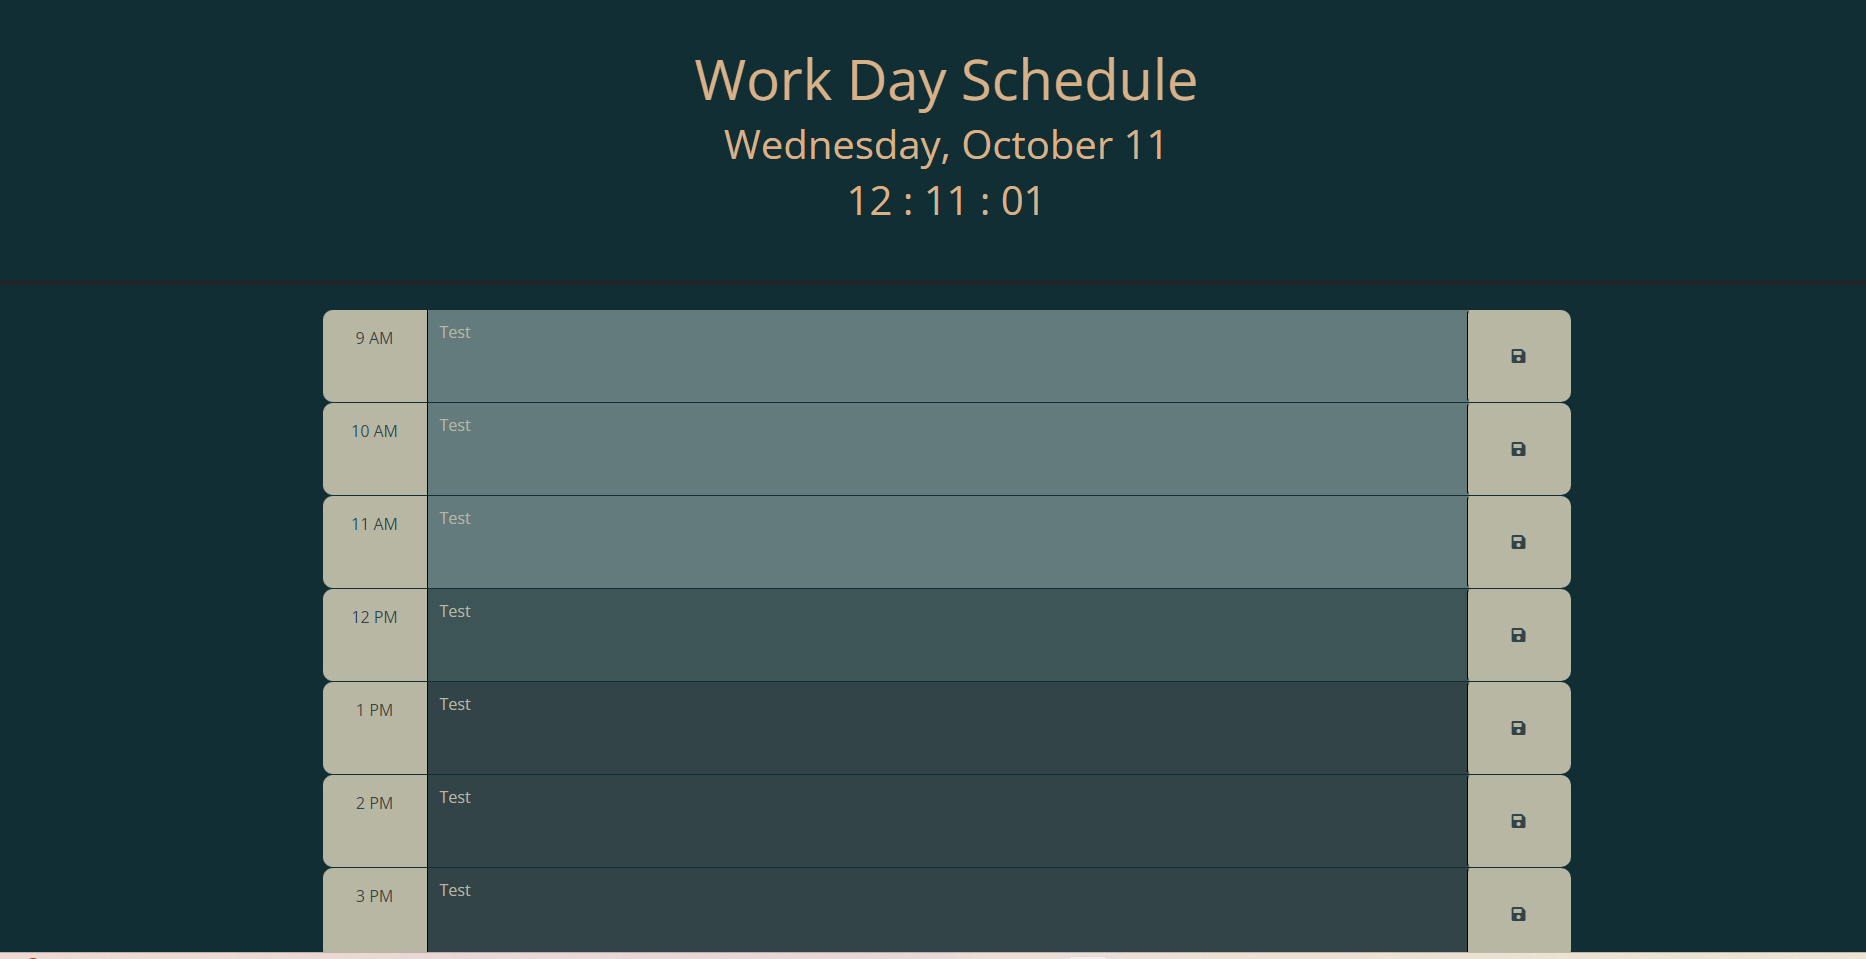 Work Day Schedule
Wednesday, October 11
12 : 11 : 01
9 AM
Test
10 AM
Test
11 AM
Test
12 PM
Test
1 PM
Test
2 PM
Test
3 PM
Test